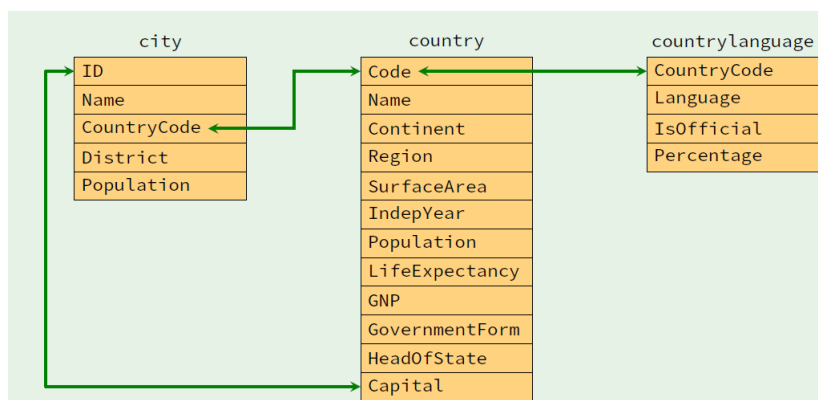 city
ID
Name
CountryCode
District
Population
country
Code
Name
Continent
Region
SurfaceArea
IndepYear
Population
LifeExpectancy
GNP
GovernmentForm
HeadOfState
Capital
countrylanguage
CountryCode
Language
IsOfficial
Percentage